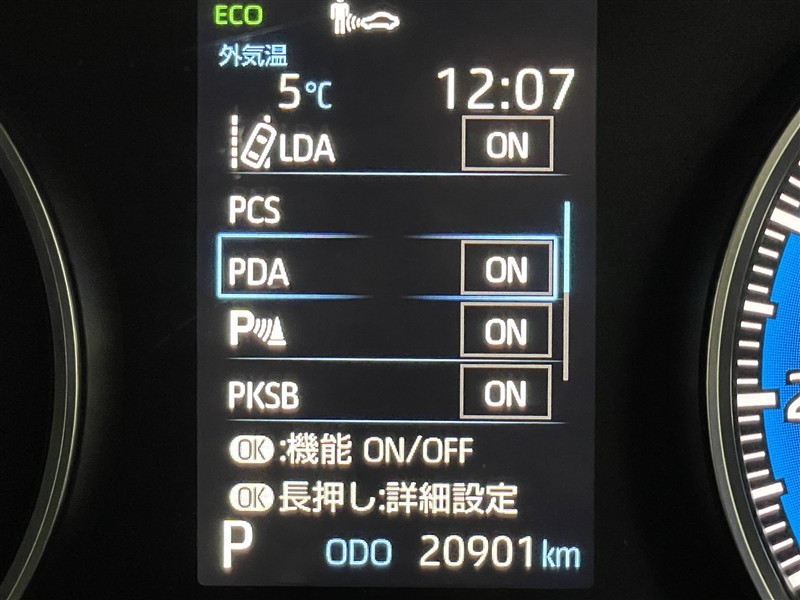 ECO
外気温
5℃ 12:07
LDA ON
PCS
PDA ON
P ON
PKSB ON
OK:機能 ON/OFF
OK長押し:詳細設定
P ODO 20901km